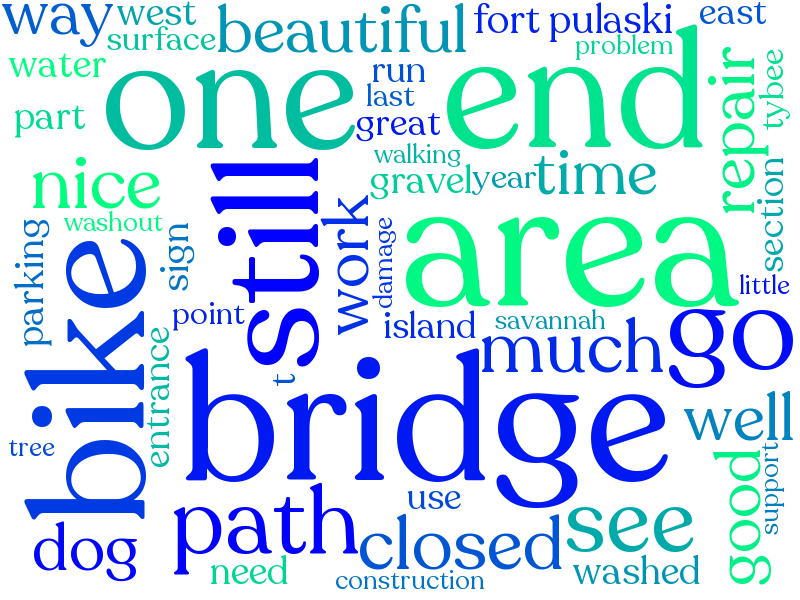 way
west
surface
beautiful
fort pulaski
east
problem
water
one
run
end
repair
tybee
last
part
great
walking
nice
still
gravel
year
time
section
washout
work
area
parking
sign
bike
damage
little
point
island
savannah
go
much
entrance
t
bridge
well
tree
support
good
use
path
closed
see
dog
need
construction
washed